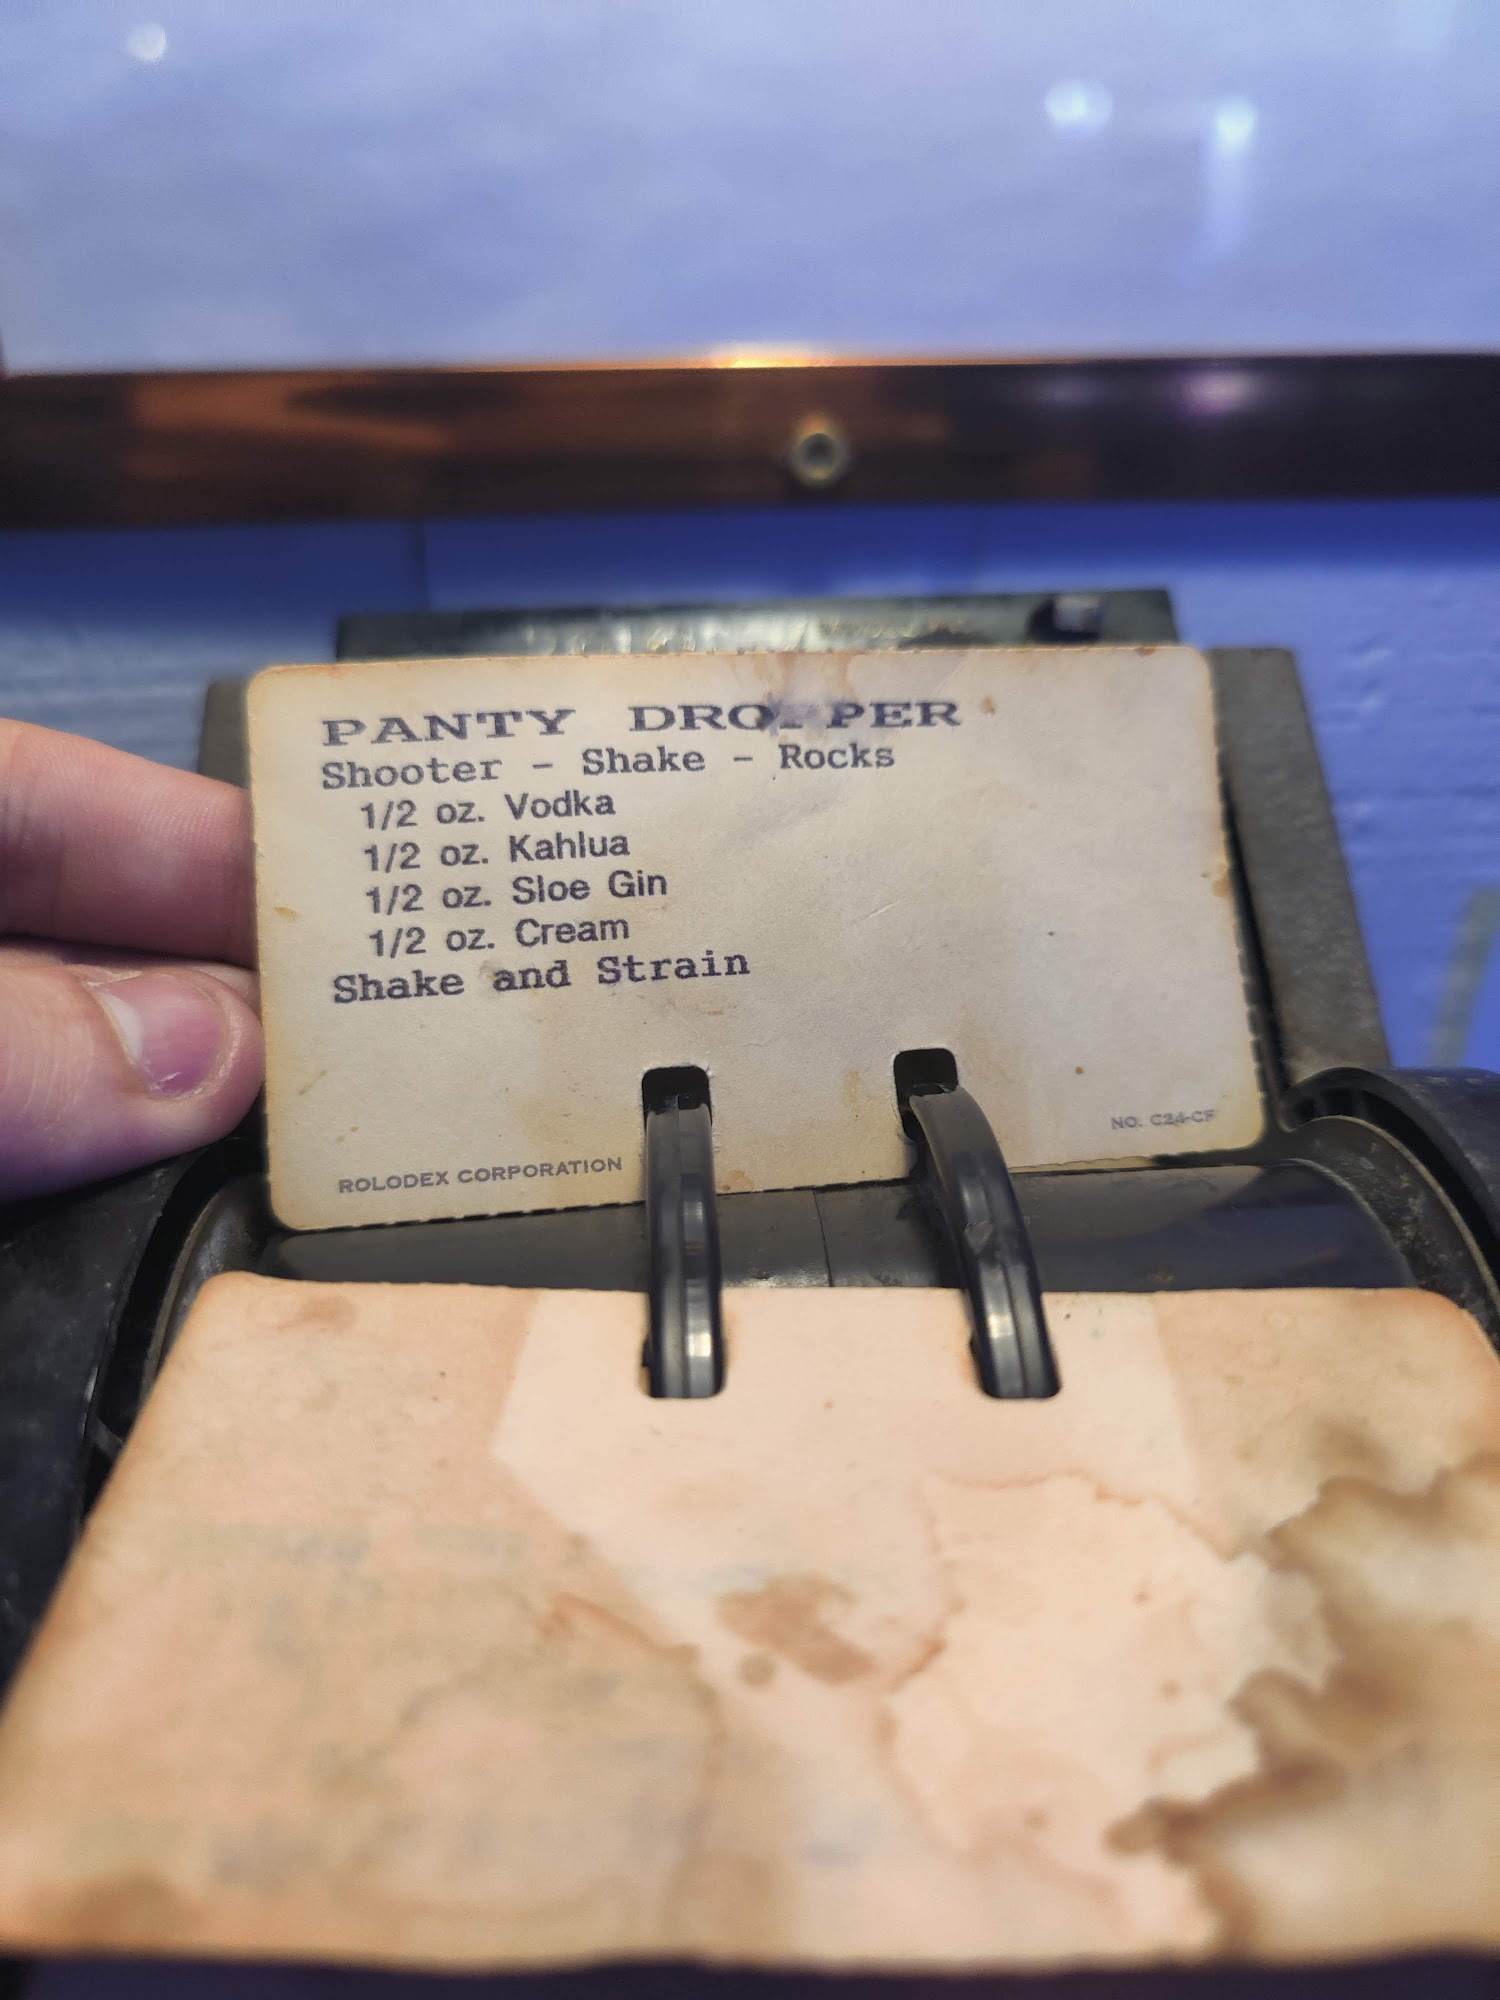 PANTY DROPPER
Shooter - Shake - Rocks
1/2 oz. Vodka
1/2 oz. Kahlua
1/2 oz. Sloe Gin
1/2 oz. Cream
Shake and Strain
ROLODEX CORPORATION
NO. C24-CF